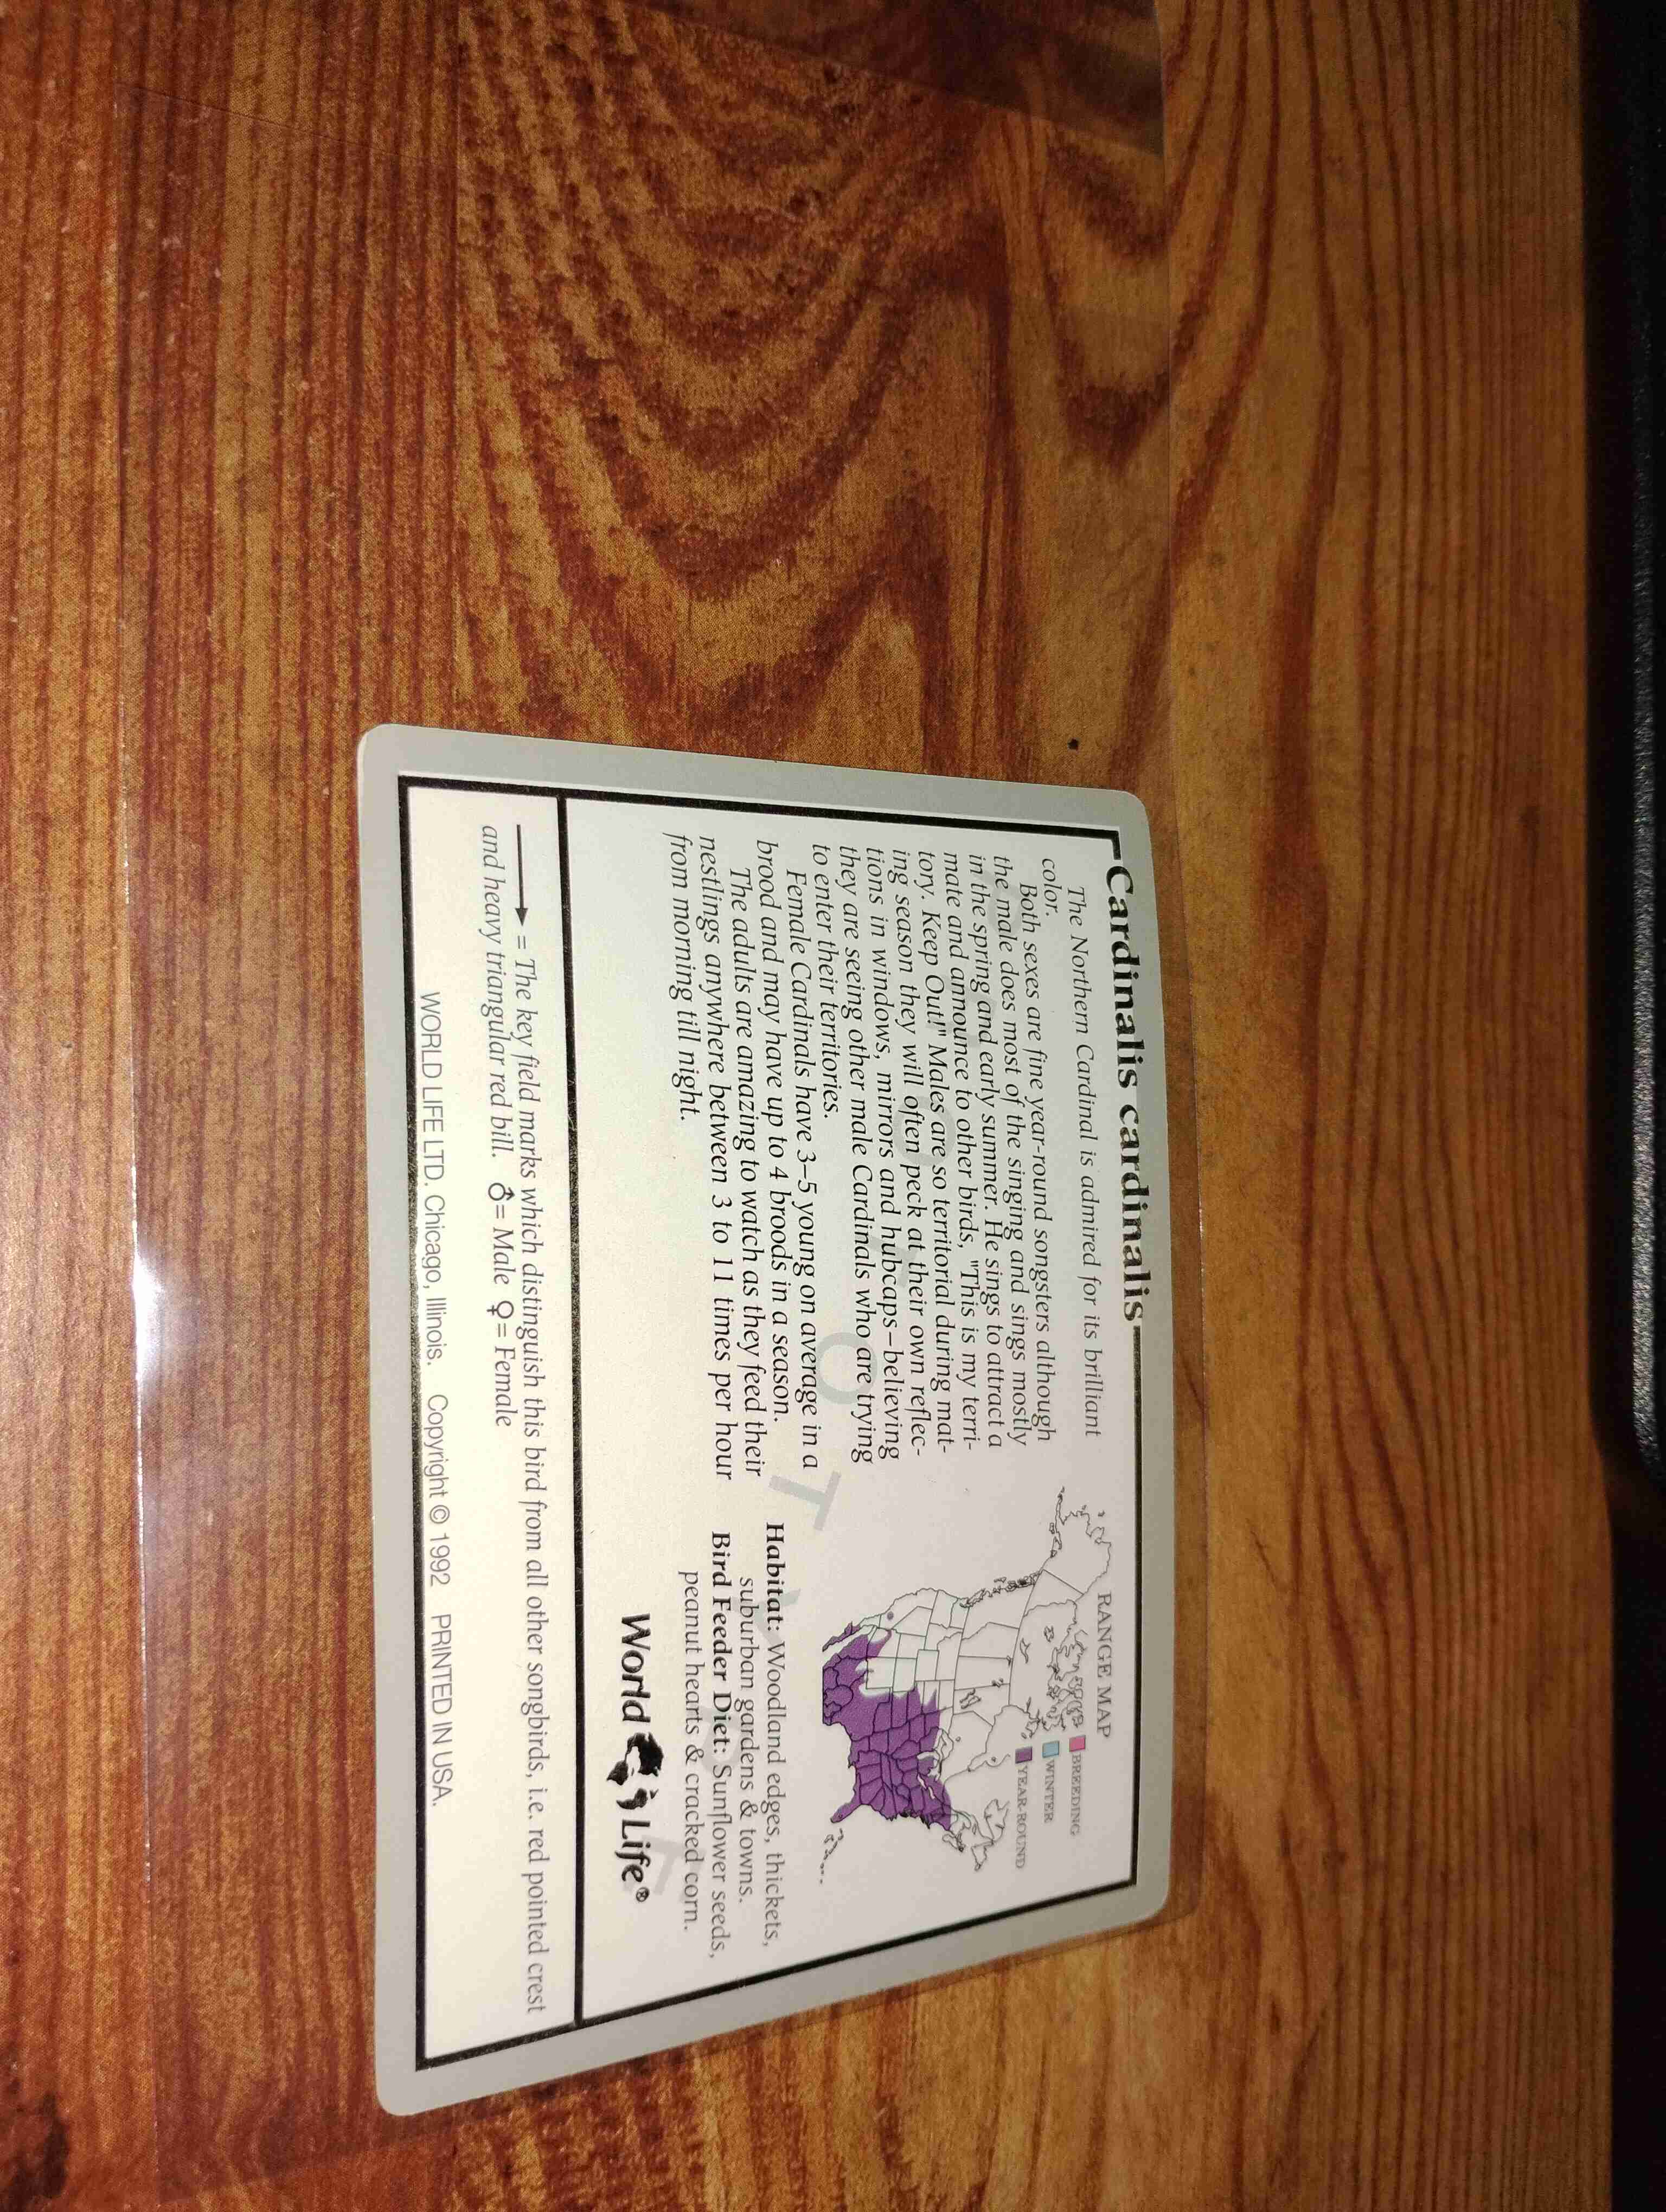 Cardinalis cardinalis
The Northern Cardinal is admired for its brilliant
color.
Both sexes are fine year-round songsters although
the male does most of the singing and sings mostly
in the spring and early summer. He sings to attract a
mate and announce to other birds, "This is my terri-
tory. Keep Out!" Males are so territorial during mat-
ing season they will often peck at their own reflec-
tions in windows, mirrors and hubcaps–believing
they are seeing other male Cardinals who are trying
to enter their territories.
Female Cardinals have 3–5 young on average in a
brood and may have up to 4 broods in a season.
The adults are amazing to watch as they feed their
nestlings anywhere between 3 to 11 times per hour
from morning till night.
RANGE MAP
BREEDING
WINTER
YEAR-ROUND
Habitat: Woodland edges, thickets,
suburban gardens & towns.
Bird Feeder Diet: Sunflower seeds,
peanut hearts & cracked corn.
World Life®
= The key field marks which distinguish this bird from all other songbirds, i.e. red pointed crest
and heavy triangular red bill. ♂= Male ♀= Female
WORLD LIFE LTD. Chicago, Illinois. Copyright © 1992 PRINTED IN USA.